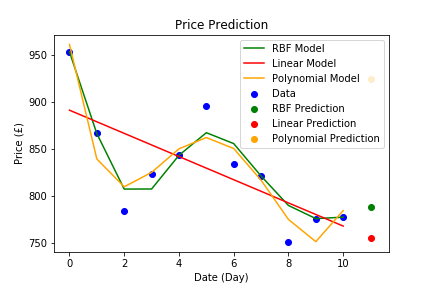 Price Prediction
RBF Model
Linear Model
Polynomial Model
Data
RBF Prediction
Linear Prediction
Polynomial Prediction
Price (£)
950
900
850
800
750
0
2
4
6
8
10
Date (Day)